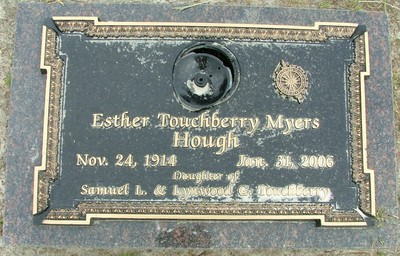 Esther Touchberry Myers
Hough
Nov. 24, 1914 Jan. 31, 2006
Daughter of
Samuel L. & Lynwood C. Touchberry